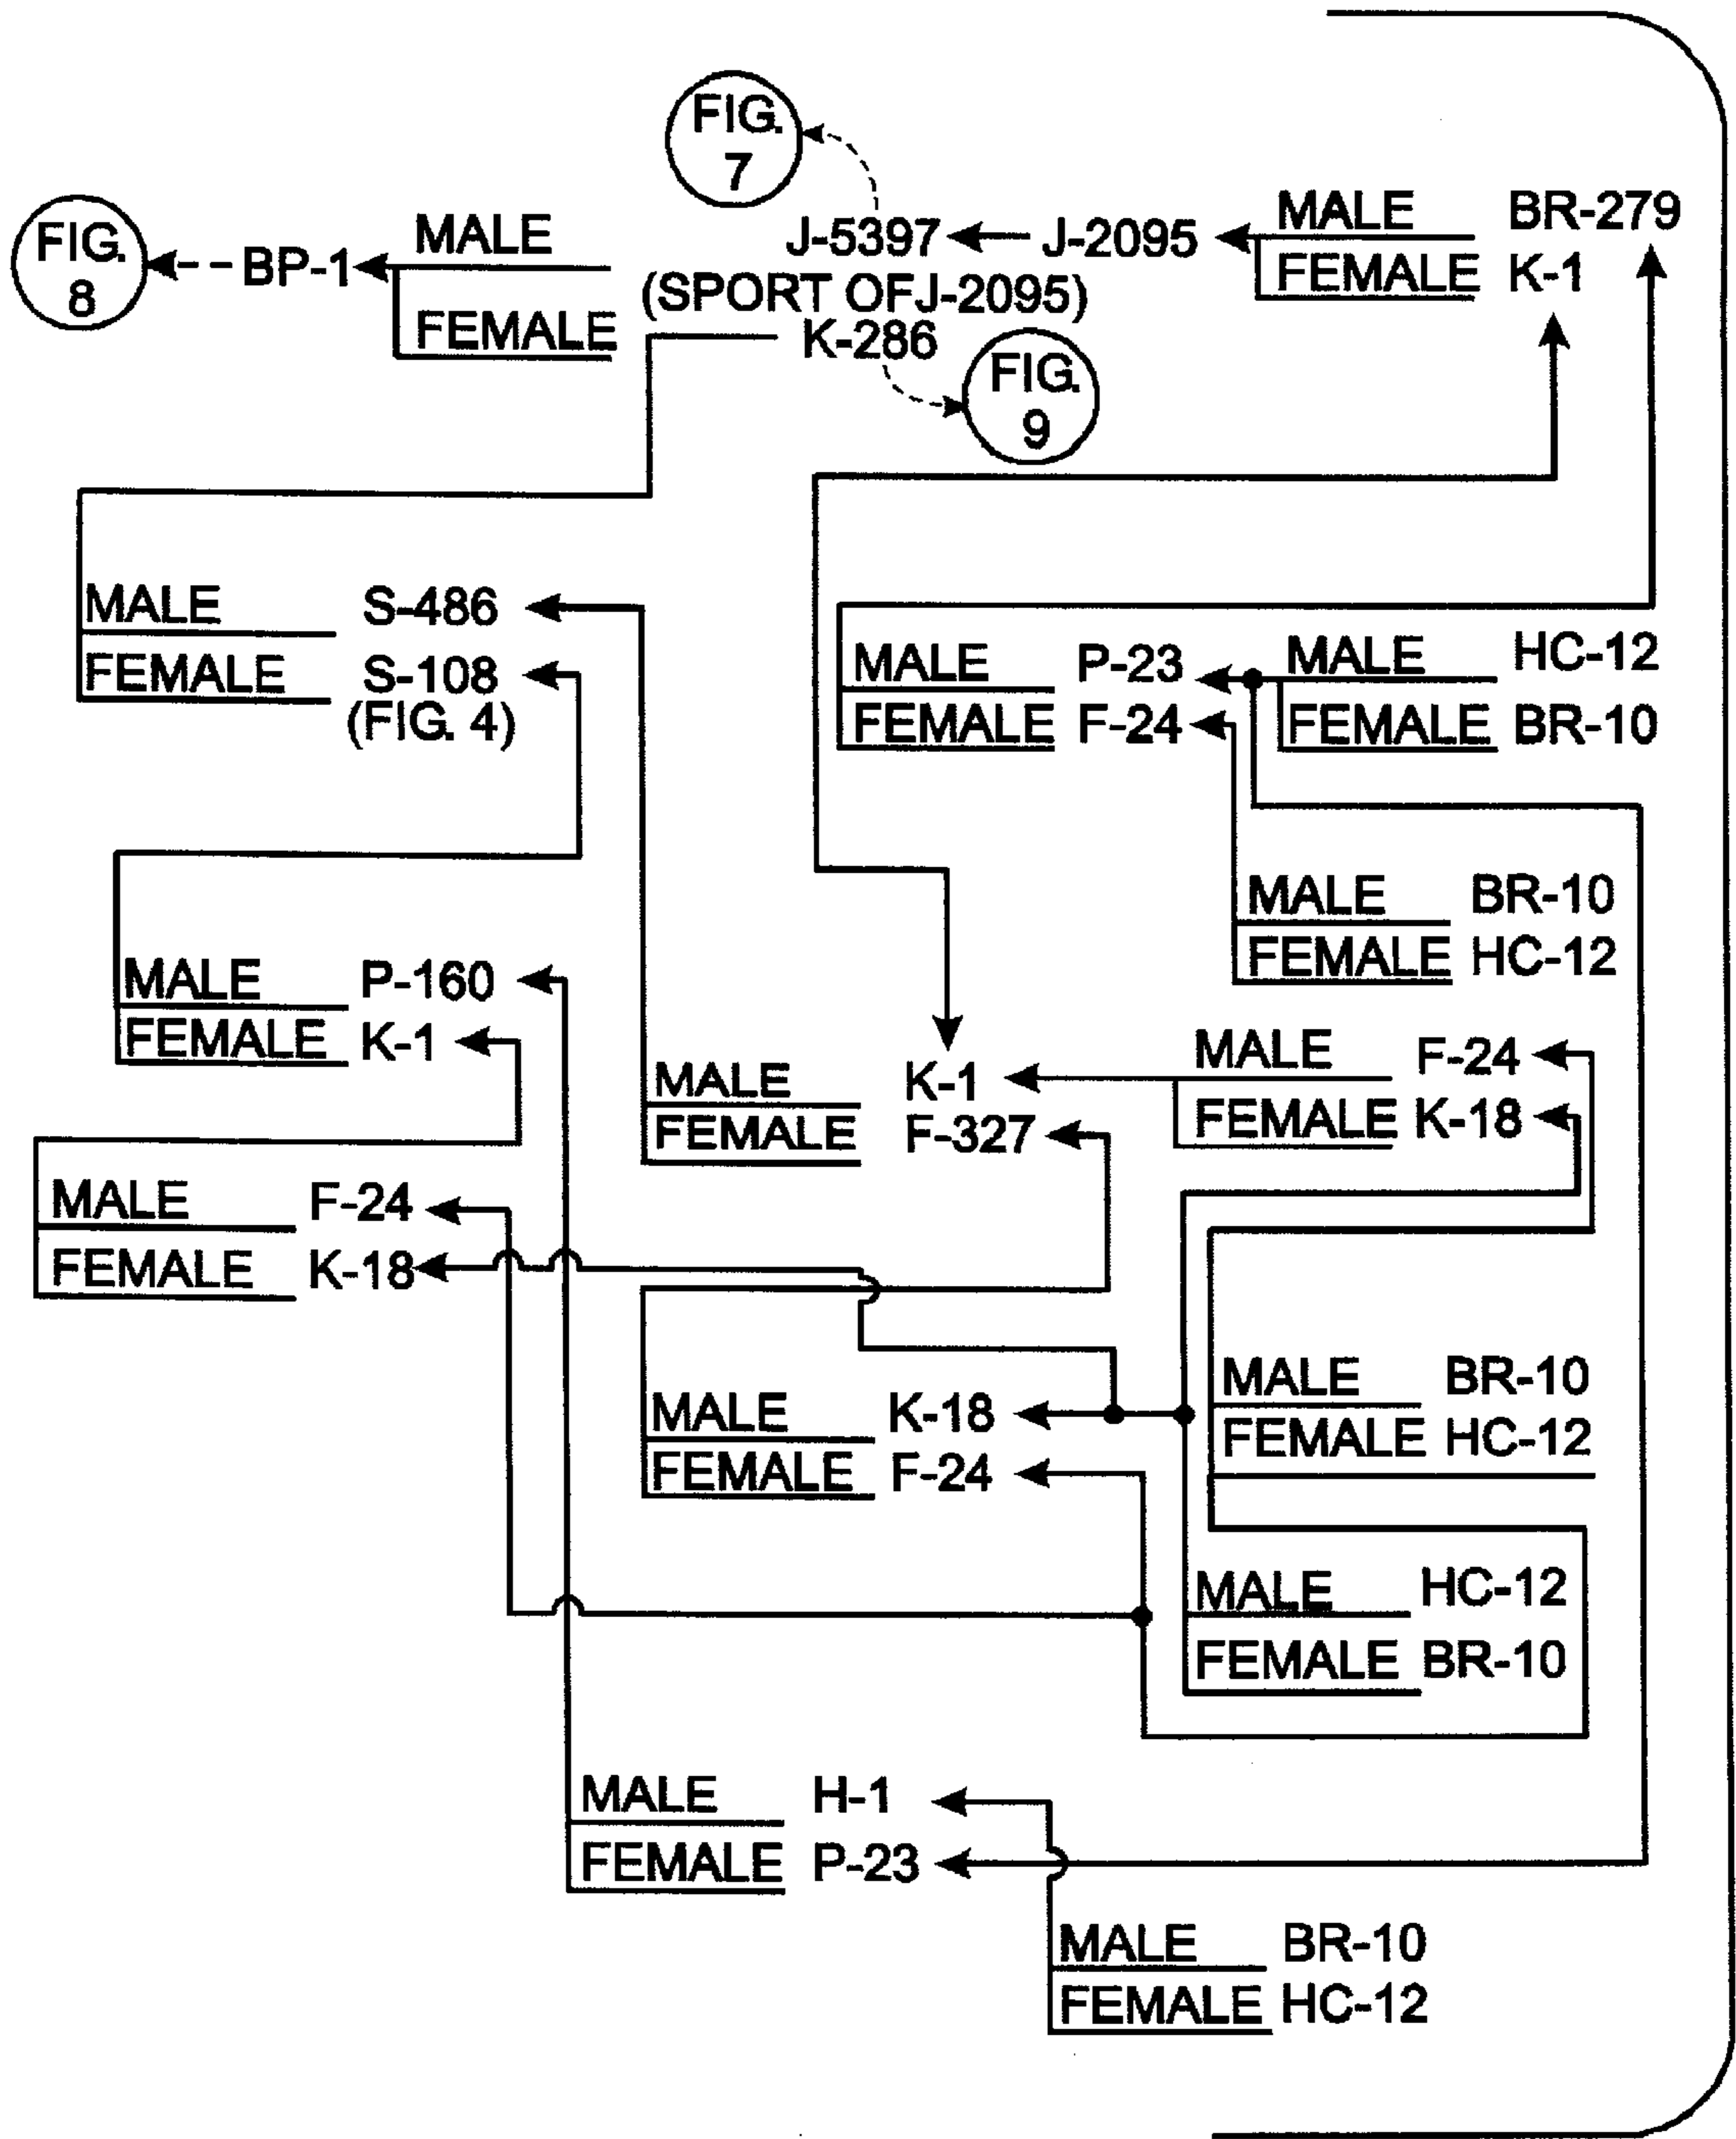 FIG.
7
FIG.
8
BP-1
MALE
FEMALE
J-5397
J-2095
(SPORT OFJ-2095)
K-286
MALE BR-279
FEMALE K-1
FIG.
9
MALE S-486
FEMALE S-108
(FIG. 4)
MALE P-23
FEMALE F-24
MALE HC-12
FEMALE BR-10
MALE BR-10
FEMALE HC-12
MALE P-160
FEMALE K-1
MALE K-1
FEMALE F-327
MALE F-24
FEMALE K-18
MALE F-24
FEMALE K-18
MALE K-18
FEMALE F-24
MALE BR-10
FEMALE HC-12
MALE HC-12
FEMALE BR-10
MALE H-1
FEMALE P-23
MALE BR-10
FEMALE HC-12